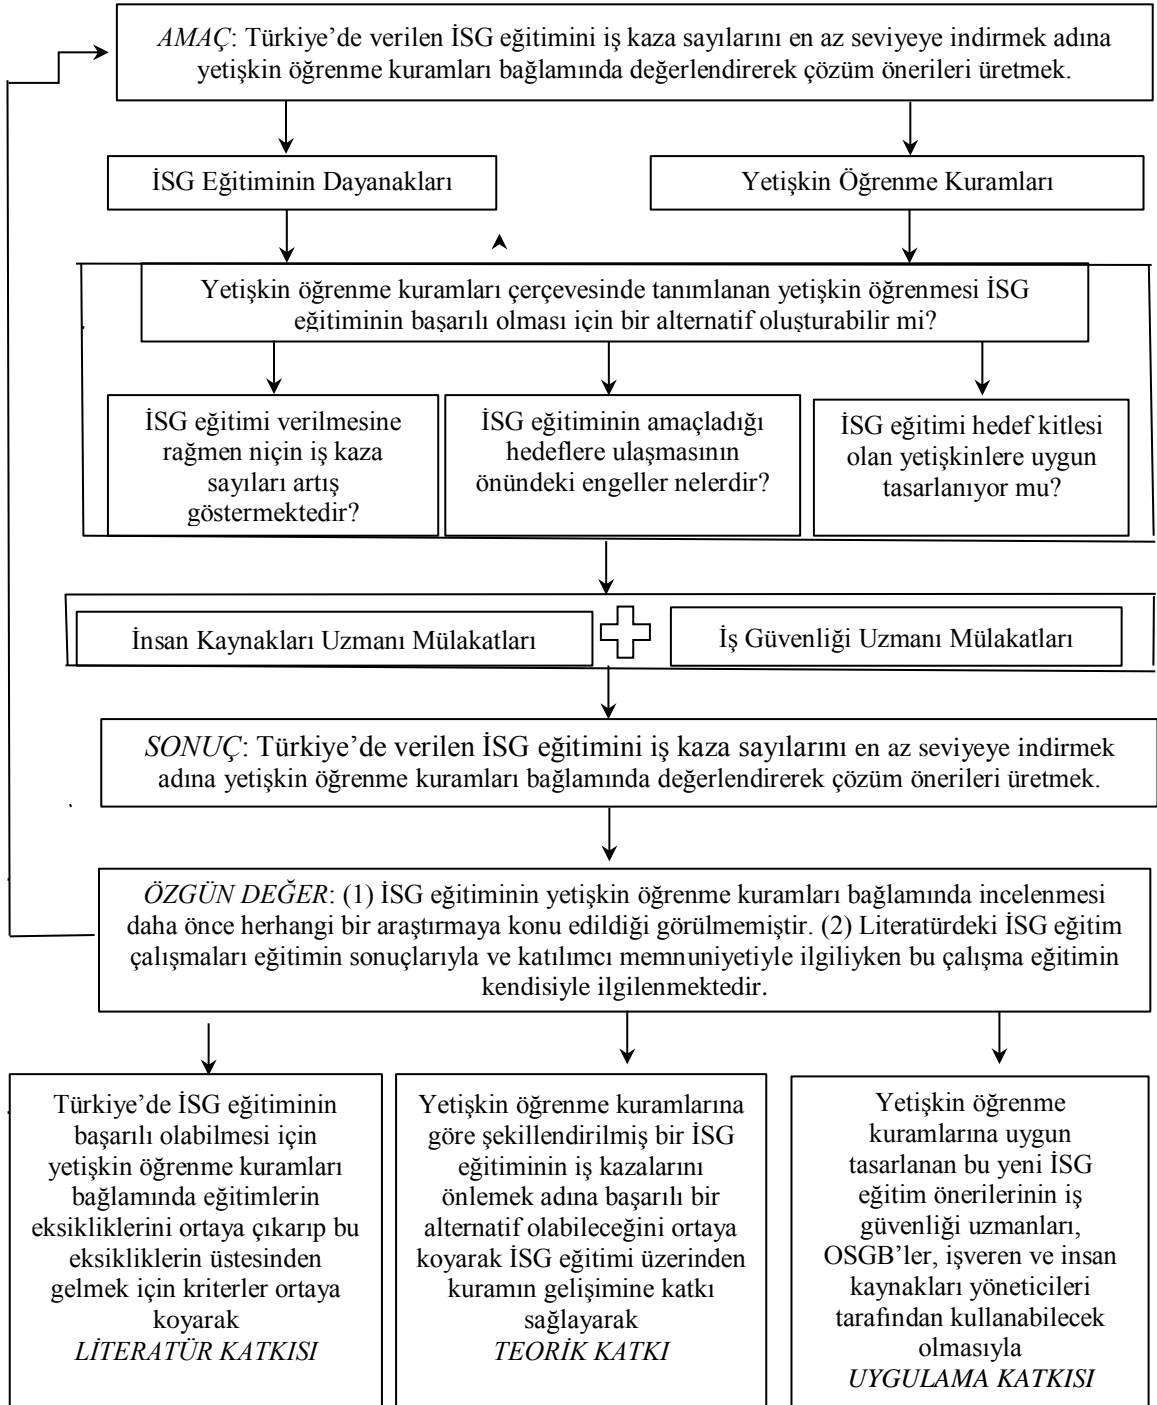 AMAÇ: Türkiye’de verilen İSG eğitimini iş kaza sayılarını en az seviyeye indirmek adına
yetişkin öğrenme kuramları bağlamında değerlendirerek çözüm önerileri üretmek.
İSG Eğitiminin Dayanakları
Yetişkin Öğrenme Kuramları
Yetişkin öğrenme kuramları çerçevesinde tanımlanan yetişkin öğrenmesi İSG
eğitiminin başarılı olması için bir alternatif oluşturabilir mi?
İSG eğitimi verilmesine
rağmen niçin iş kaza
sayıları artış
göstermektedir?
İSG eğitiminin amaçladığı
hedeflere ulaşmasının
önündeki engeller nelerdir?
İSG eğitimi hedef kitlesi
olan yetişkinlere uygun
tasarlanıyor mu?
İnsan Kaynakları Uzmanı Mülakatları
İş Güvenliği Uzmanı Mülakatları
SONUÇ: Türkiye’de verilen İSG eğitimini iş kaza sayılarını en az seviyeye indirmek
adına yetişkin öğrenme kuramları bağlamında değerlendirerek çözüm önerileri üretmek.
ÖZGÜN DEĞER: (1) İSG eğitiminin yetişkin öğrenme kuramları bağlamında incelenmesi
daha önce herhangi bir araştırmaya konu edildiği görülmemiştir. (2) Literatürdeki İSG eğitim
çalışmaları eğitimin sonuçlarıyla ve katılımcı memnuniyetiyle ilgiliyken bu çalışma eğitimin
kendisiyle ilgilenmektedir.
Türkiye’de İSG eğitiminin
başarılı olabilmesi için
yetişkin öğrenme kuramları
bağlamında eğitimlerin
eksikliklerini ortaya çıkarıp bu
eksikliklerin üstesinden
gelmek için kriterler ortaya
koyarak
LİTERATÜR KATKISI
Yetişkin öğrenme kuramlarına
göre şekillendirilmiş bir İSG
eğitiminin iş kazalarını
önlemek adına başarılı bir
alternatif olabileceğini ortaya
koyarak İSG eğitimi üzerinden
kuramın gelişimine katkı
sağlayarak
TEORİK KATKI
Yetişkin öğrenme
kuramlarına uygun
tasarlanan bu yeni İSG
eğitim önerilerinin iş
güvenliği uzmanları,
OSGB’ler, işveren ve insan
kaynakları yöneticileri
tarafından kullanabilecek
olmasıyla
UYGULAMA KATKISI